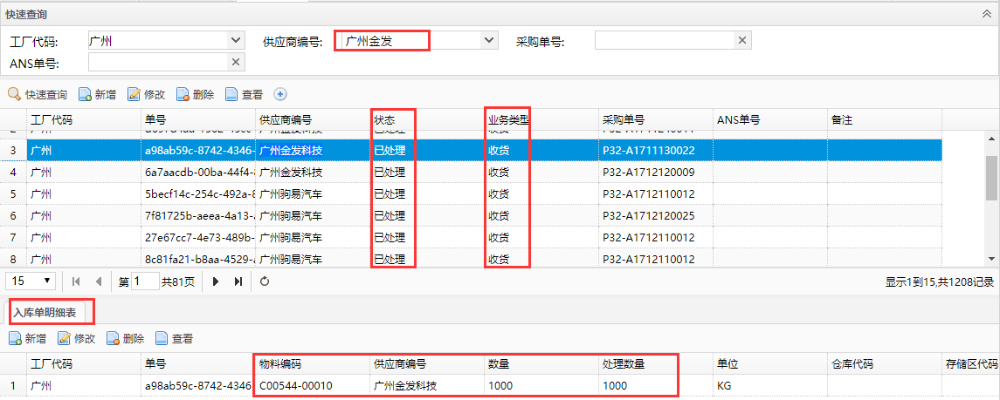 快速查询
工厂代码: 广州 供应商编号: 广州金发 采购单号:
ANS单号:
快速查询 新增 修改 删除 查看
工厂代码 单号 供应商编号 状态 业务类型 采购单号 ANS单号 备注
3 广州 a98ab59c-8742-4346- 广州金发科技 已处理 收货 P32-A1711130022
4 广州 6a7aacdb-00ba-44f4- 广州金发科技 已处理 收货 P32-A1712120009
5 广州 5becf14c-254c-492a-8 广州驹易汽车 已处理 收货 P32-A1712110012
6 广州 7f81725b-aeea-4a13-a 广州驹易汽车 已处理 收货 P32-A1712120025
7 广州 27e67cc7-4e73-489b- 广州驹易汽车 已处理 收货 P32-A1712110012
8 广州 8c81fa21-b8aa-4529-a 广州驹易汽车 已处理 收货 P32-A1712110012
15 第 1 共81页 显示1到15,共1208记录
入库单明细表
新增 修改 删除 查看
工厂代码 单号 物料编码 供应商编号 数量 处理数量 单位 仓库代码 存储区代码
1 广州 a98ab59c-8742-4346 C00544-00010 广州金发科技 1000 1000 KG